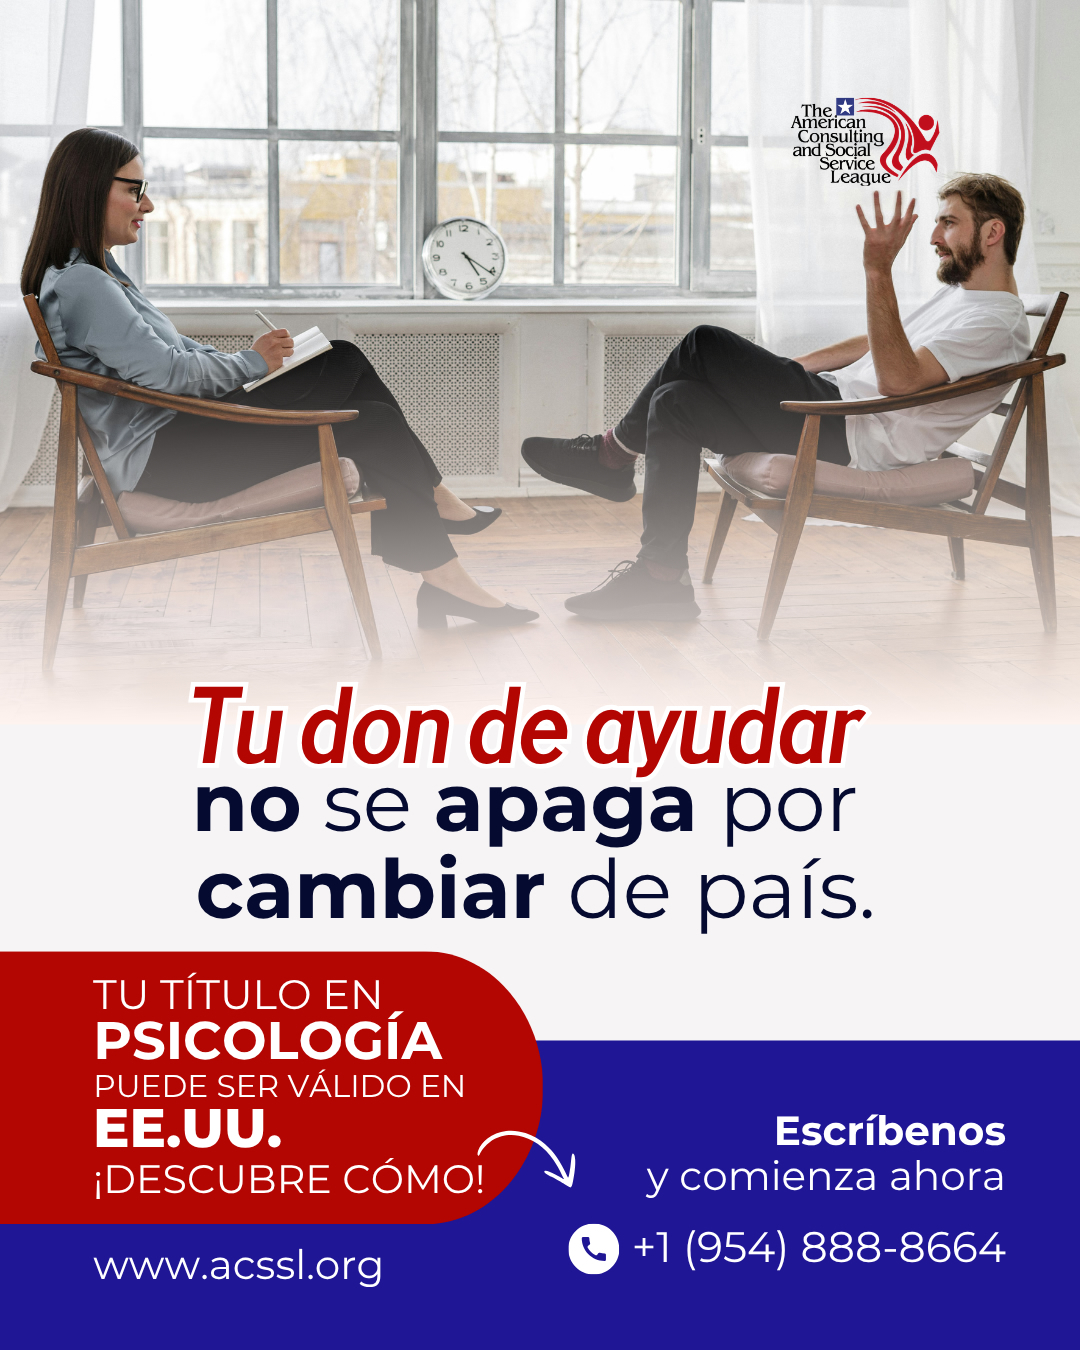 The
American
Consulting
and Social
Service
League
Tu don de ayudar
no se apaga por
cambiar de país.
TU TÍTULO EN
PSICOLOGÍA
PUEDE SER VÁLIDO EN
EE.UU.
¡DESCUBRE CÓMO!
Escríbenos
y comienza ahora
+1 (954) 888-8664
www.acssl.org